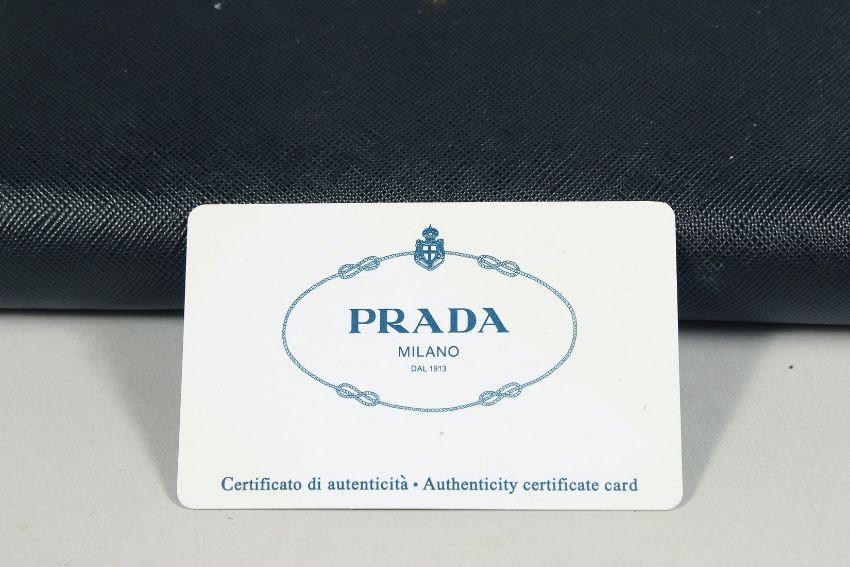 PRADA
MILANO
DAL 1913
Certificato di autenticità • Authenticity certificate card